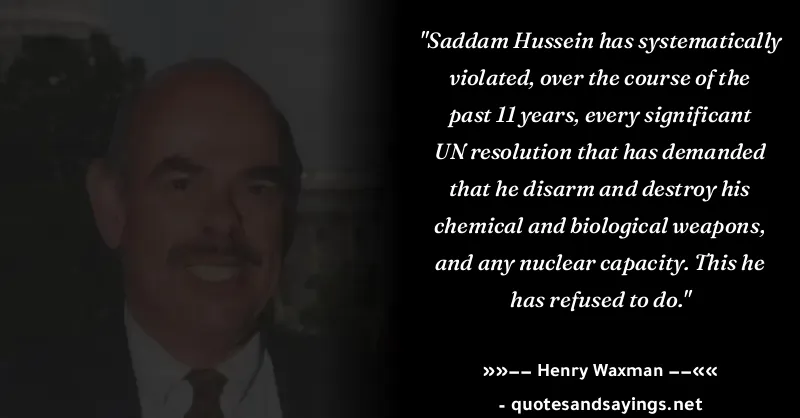 "Saddam Hussein has systematically
violated, over the course of the
past 11 years, every significant
UN resolution that has demanded
that he disarm and destroy his
chemical and biological weapons,
and any nuclear capacity. This he
has refused to do."
»»−− Henry Waxman −−««
- quotesandsayings.net